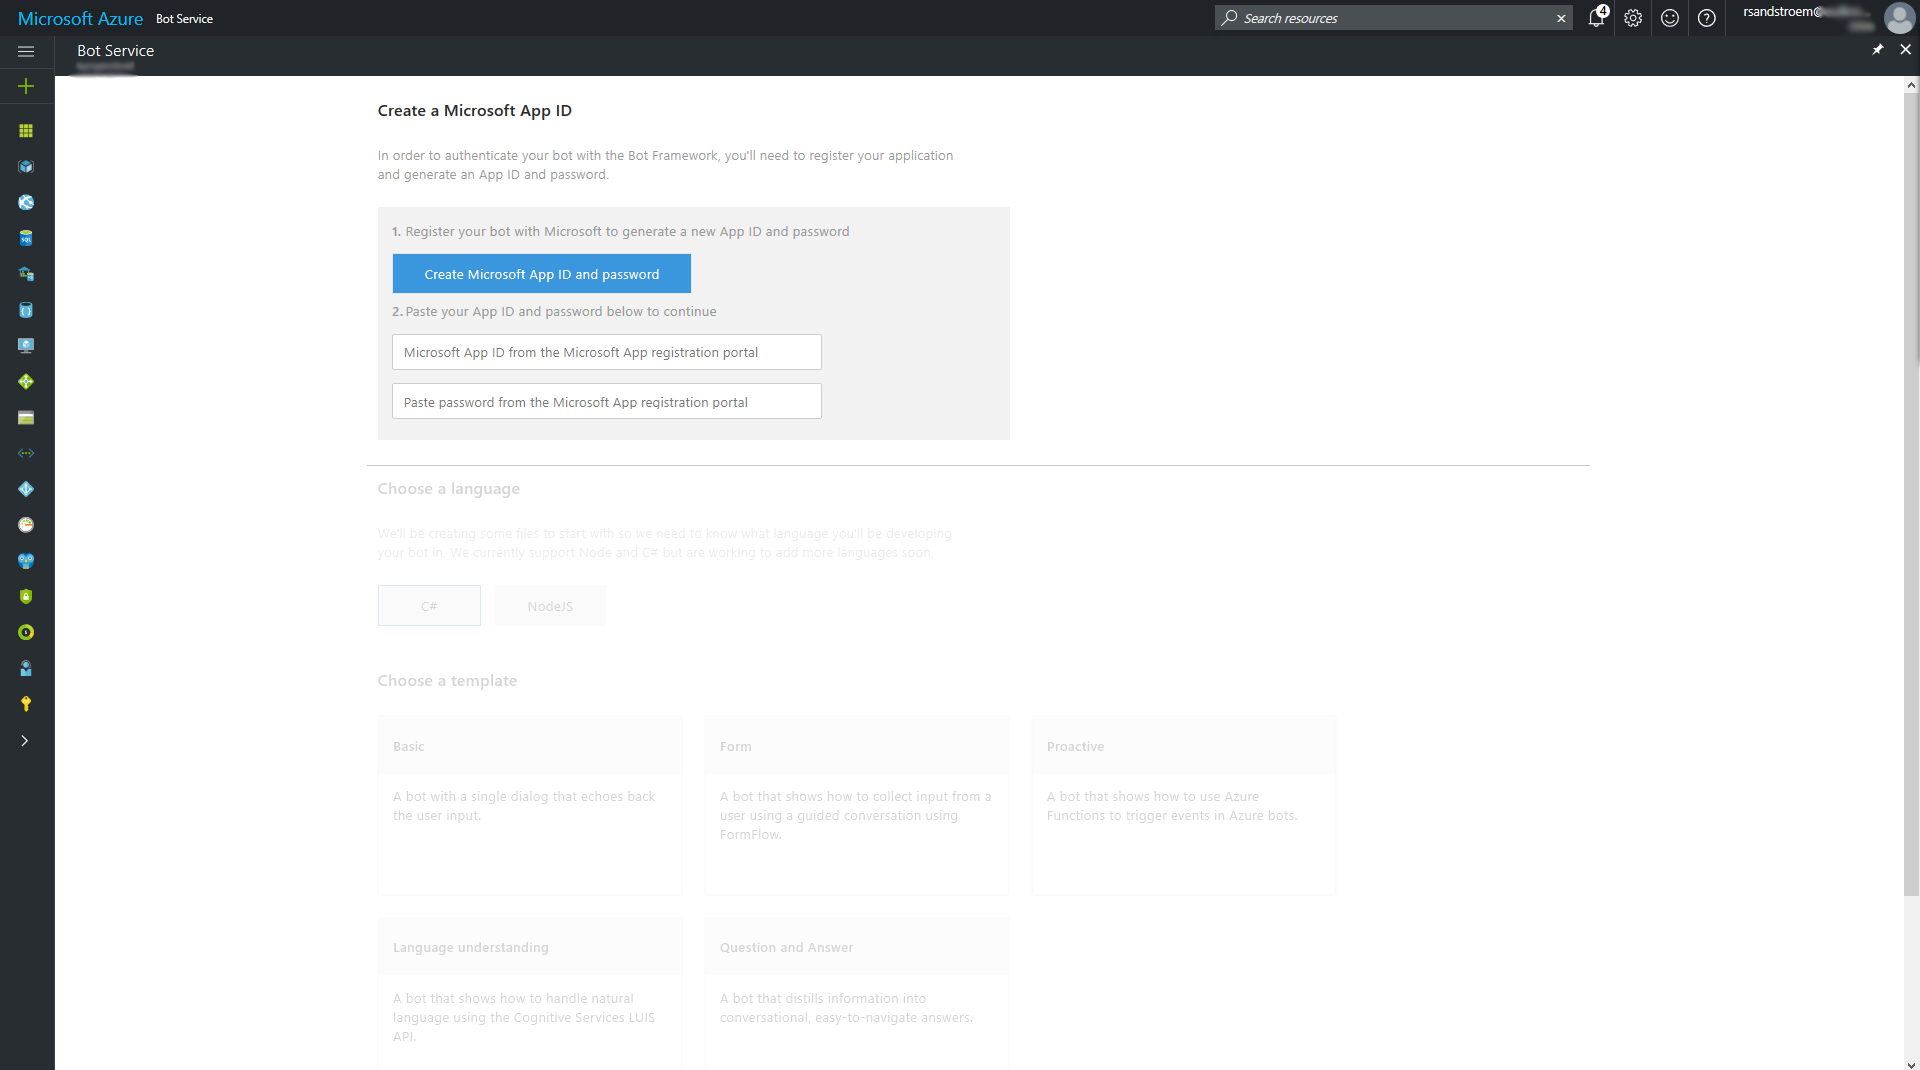 Microsoft Azure Bot Service
Search resources
4
rsandstroem@
Bot Service
Create a Microsoft App ID
In order to authenticate your bot with the Bot Framework, you'll need to register your application
and generate an App ID and password.
1. Register your bot with Microsoft to generate a new App ID and password
Create Microsoft App ID and password
2. Paste your App ID and password below to continue
Microsoft App ID from the Microsoft App registration portal
Paste password from the Microsoft App registration portal
Choose a language
We'll be creating some files to start with so we need to know what language you'll be developing
your bot in. We currently support Node and C# but are working to add more languages soon.
C#
NodeJS
Choose a template
Basic
A bot with a single dialog that echoes back
the user input.
Form
A bot that shows how to collect input from a
user using a guided conversation using
FormFlow.
Proactive
A bot that shows how to use Azure
Functions to trigger events in Azure bots.
Language understanding
A bot that shows how to handle natural
language using the Cognitive Services LUIS
API.
Question and Answer
A bot that distills information into
conversational, easy-to-navigate answers.